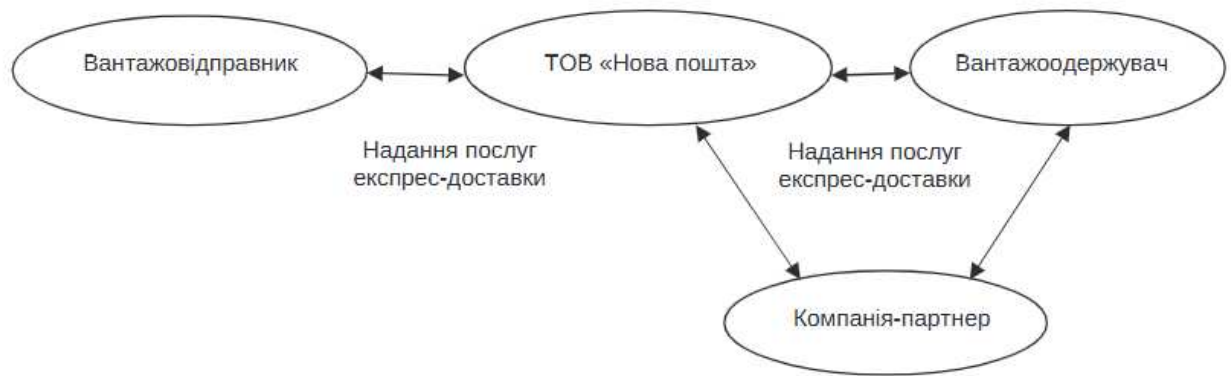 Вантажовідправник
ТОВ «Нова пошта»
Вантажоодержувач
Надання послуг
експрес-доставки
Надання послуг
експрес-доставки
Компанія-партнер